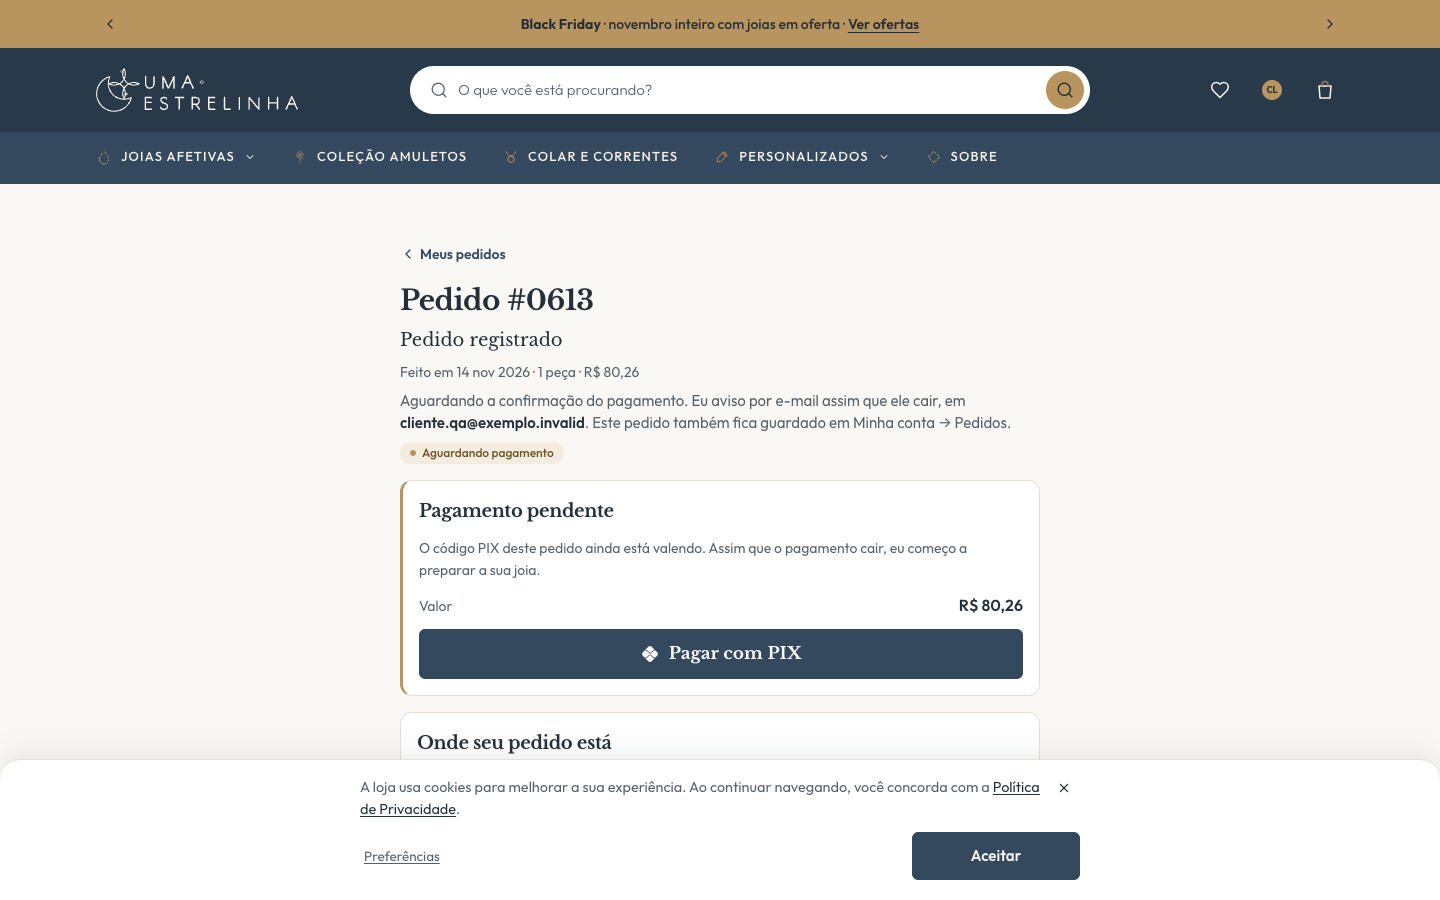 Black Friday · novembro inteiro com joias em oferta · Ver ofertas
UMA
ESTRELINHA
O que você está procurando?
CL
JOIAS AFETIVAS
COLEÇÃO AMULETOS
COLAR E CORRENTES
PERSONALIZADOS
SOBRE
Meus pedidos
Pedido #0613
Pedido registrado
Feito em 14 nov 2026 · 1 peça · R$ 80,26
Aguardando a confirmação do pagamento. Eu aviso por e-mail assim que ele cair, em
cliente.qa@exemplo.invalid. Este pedido também fica guardado em Minha conta → Pedidos.
Aguardando pagamento
Pagamento pendente
O código PIX deste pedido ainda está valendo. Assim que o pagamento cair, eu começo a
preparar a sua joia.
Valor
R$ 80,26
Pagar com PIX
Onde seu pedido está
A loja usa cookies para melhorar a sua experiência. Ao continuar navegando, você concorda com a Política
de Privacidade.
Preferências
Aceitar